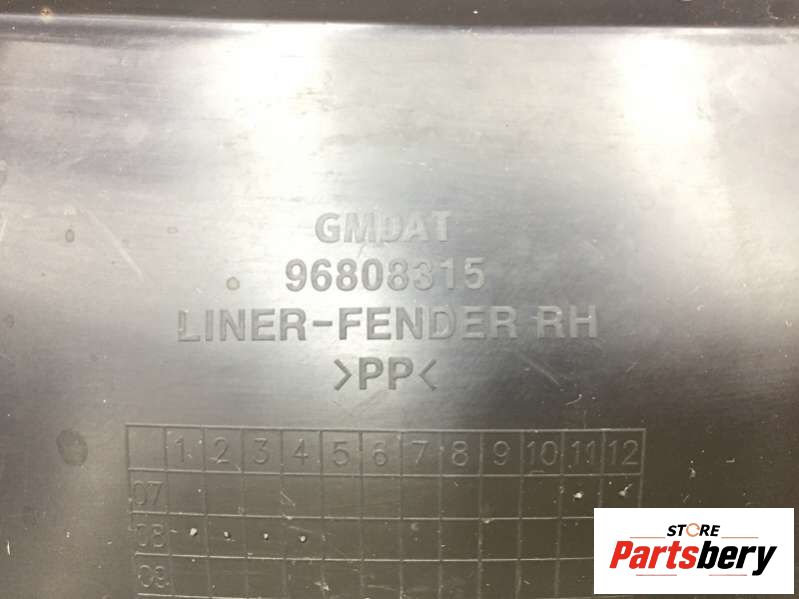 GMDAT
96808315
LINER-FENDER RH
>PP<
1 2 3 4 5 6 7 8 9 10 11 12
07
08
09
STORE
Partsbery